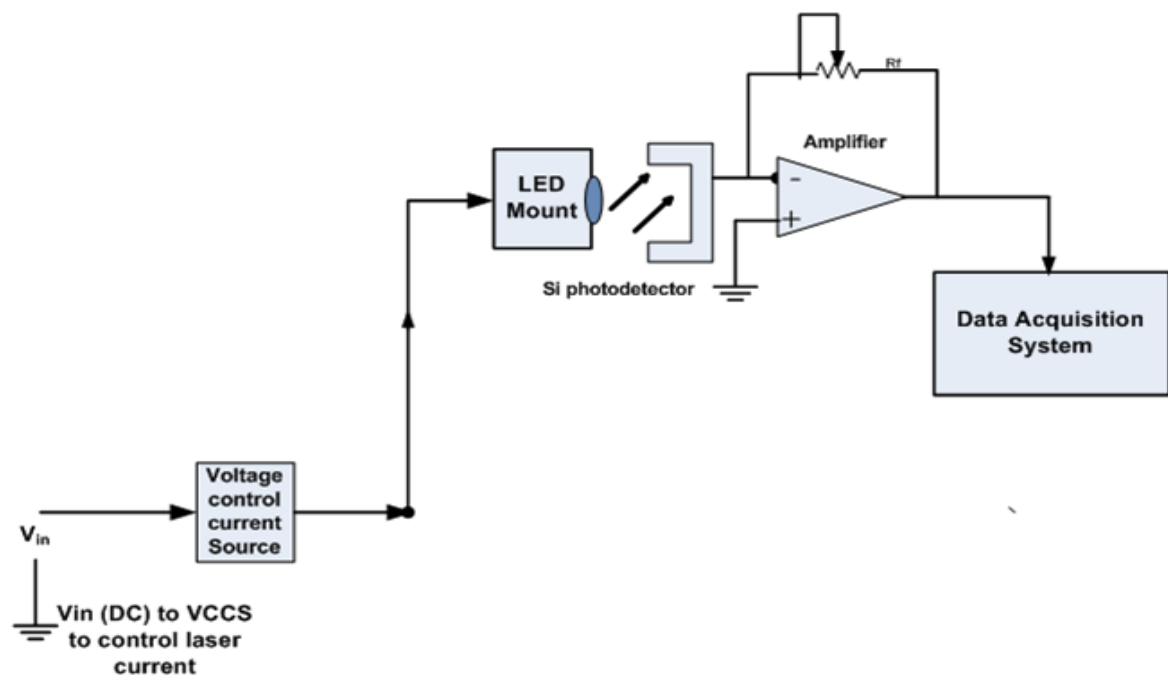 Rf
Amplifier
LED
Mount
-
+
Si photodetector
Data Acquisition
System
Voltage
control
current
Source
Vin
Vin (DC) to VCCS
to control laser
current